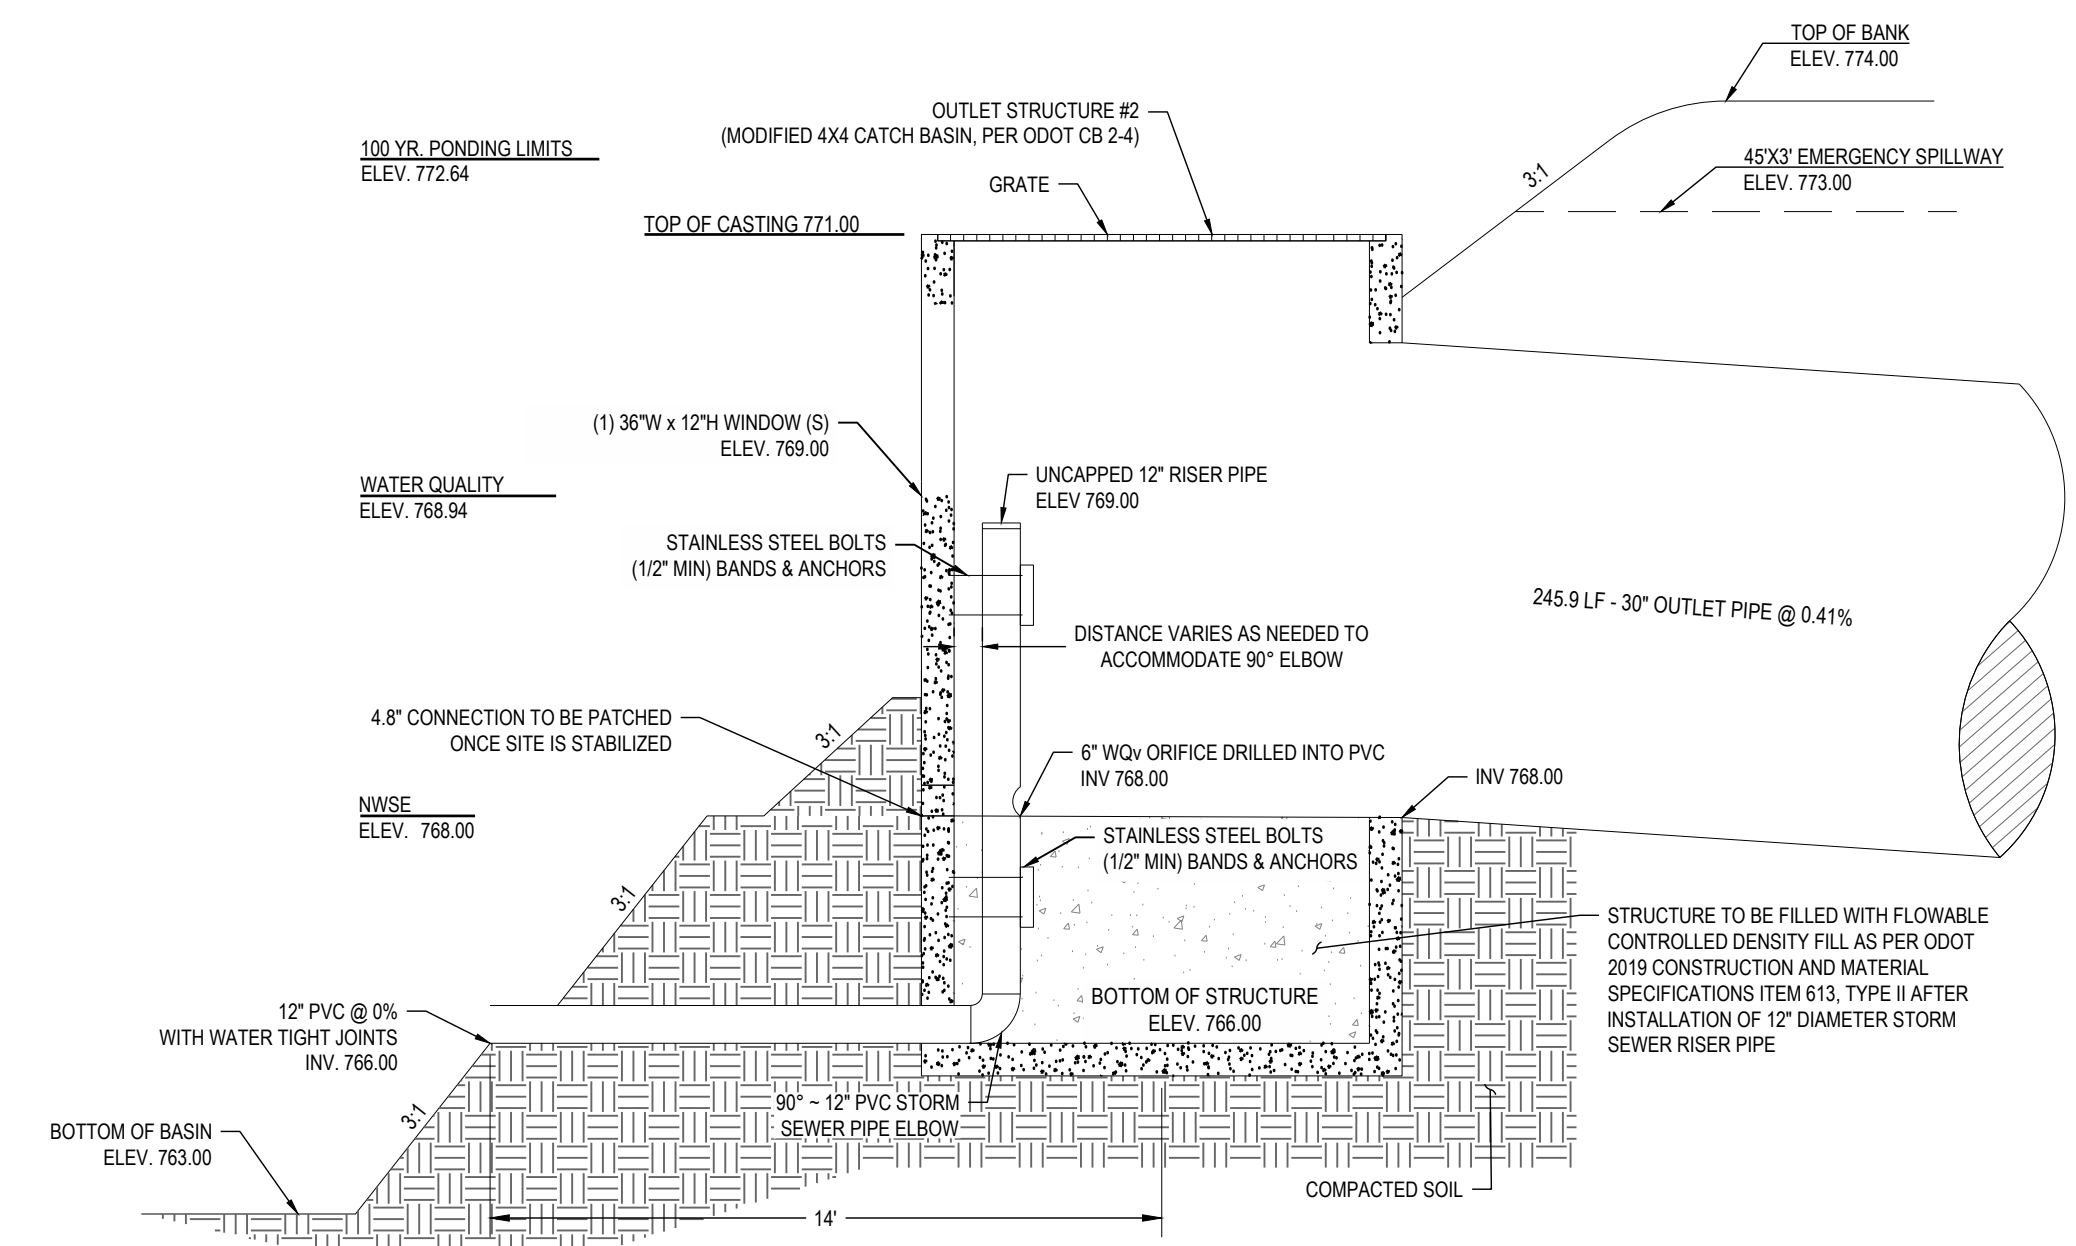 TOP OF BANK
ELEV. 774.00
OUTLET STRUCTURE #2
(MODIFIED 4X4 CATCH BASIN, PER ODOT CB 2-4)
100 YR. PONDING LIMITS
ELEV. 772.64
45'X3' EMERGENCY SPILLWAY
ELEV. 773.00
3:1
GRATE
TOP OF CASTING 771.00
(1) 36"W x 12"H WINDOW (S)
ELEV. 769.00
WATER QUALITY
ELEV. 768.94
UNCAPPED 12" RISER PIPE
ELEV 769.00
STAINLESS STEEL BOLTS
(1/2" MIN) BANDS & ANCHORS
245.9 LF - 30" OUTLET PIPE @ 0.41%
DISTANCE VARIES AS NEEDED TO
ACCOMMODATE 90° ELBOW
4.8" CONNECTION TO BE PATCHED
ONCE SITE IS STABILIZED
3:1
6" WQv ORIFICE DRILLED INTO PVC
INV 768.00
INV 768.00
NWSE
ELEV. 768.00
STAINLESS STEEL BOLTS
(1/2" MIN) BANDS & ANCHORS
3:1
STRUCTURE TO BE FILLED WITH FLOWABLE
CONTROLLED DENSITY FILL AS PER ODOT
2019 CONSTRUCTION AND MATERIAL
SPECIFICATIONS ITEM 613, TYPE II AFTER
INSTALLATION OF 12" DIAMETER STORM
SEWER RISER PIPE
BOTTOM OF STRUCTURE
ELEV. 766.00
12" PVC @ 0%
WITH WATER TIGHT JOINTS
INV. 766.00
90° ~ 12" PVC STORM
SEWER PIPE ELBOW
3:1
BOTTOM OF BASIN
ELEV. 763.00
COMPACTED SOIL
14'